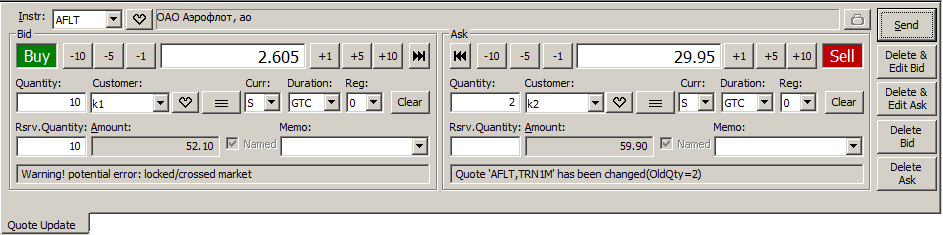 Instr: AFLT ОАО Аэрофлот, ао Send
Bid Ask
Buy -10 -5 -1 2.605 +1 +5 +10 -10 -5 -1 29.95 +1 +5 +10 Sell
Delete & Edit Bid
Quantity: Customer: Curr: Duration: Reg: Quantity: Customer: Curr: Duration: Reg:
10 k1 S GTC 0 Clear 2 k2 S GTC 0 Clear
Delete & Edit Ask
Rsrv.Quantity: Amount: Memo: Rsrv.Quantity: Amount: Memo:
10 52.10 Named 59.90 Named
Delete Bid
Warning! potential error: locked/crossed market Quote 'AFLT,TRN1M' has been changed(OldQty=2)
Delete Ask
Quote Update